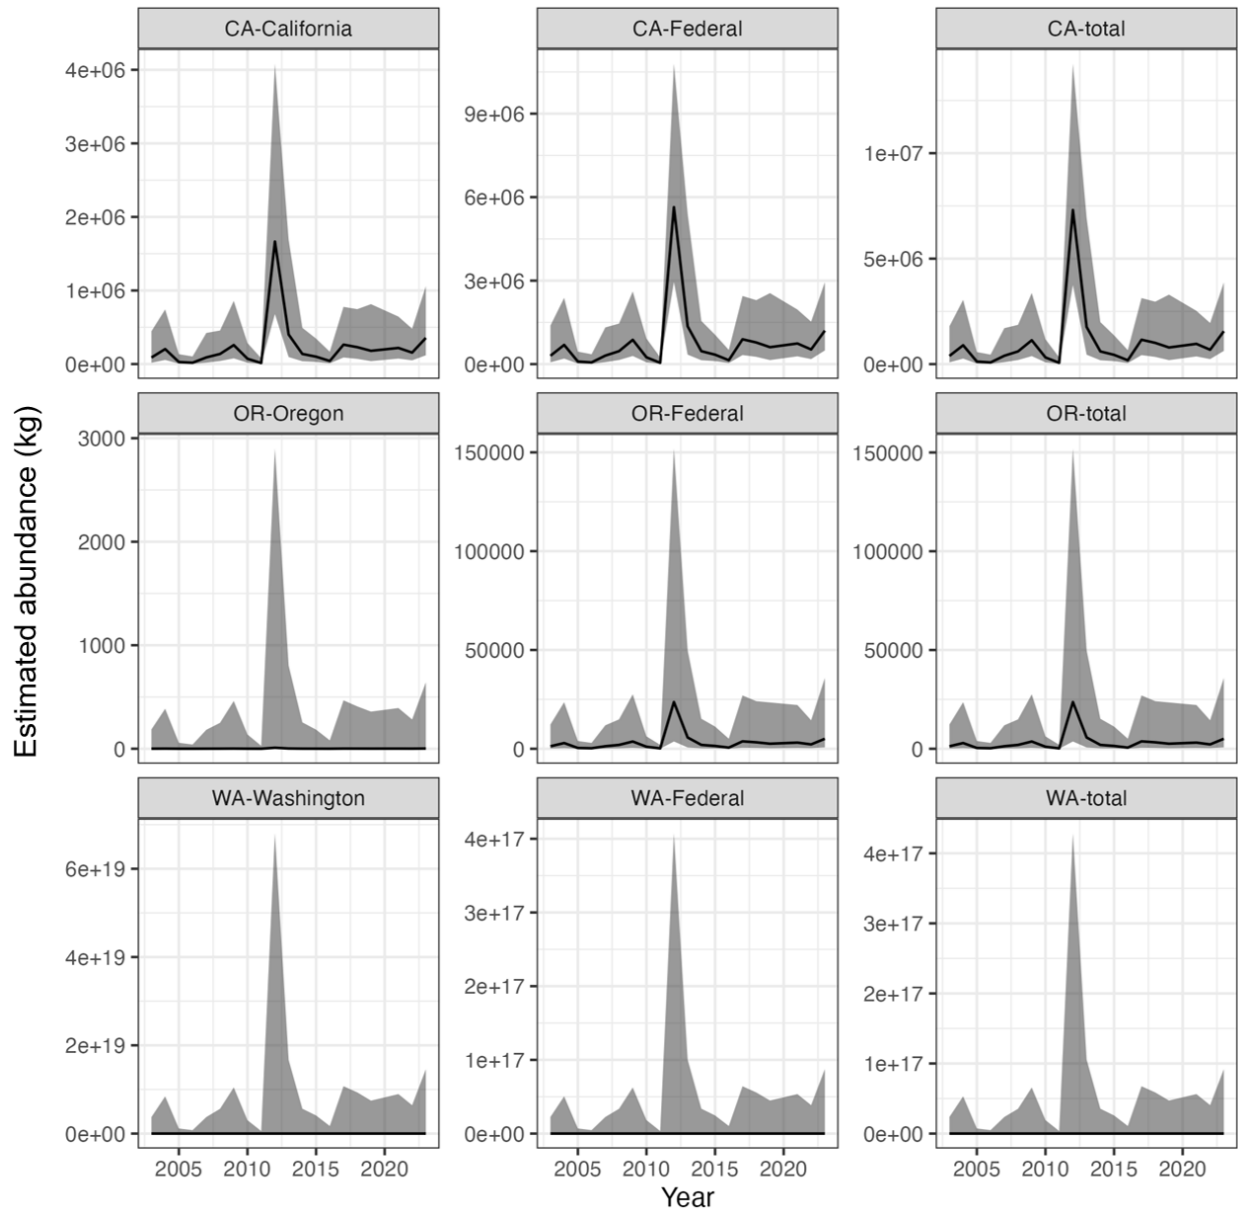 CA-California
CA-Federal
CA-total
4e+06
3e+06
2e+06
1e+06
0e+00
9e+06
6e+06
3e+06
0e+00
1e+07
5e+06
0e+00
Estimated abundance (kg)
OR-Oregon
OR-Federal
OR-total
3000
2000
1000
0
150000
100000
50000
0
150000
100000
50000
0
WA-Washington
WA-Federal
WA-total
6e+19
4e+19
2e+19
0e+00
4e+17
3e+17
2e+17
1e+17
0e+00
4e+17
3e+17
2e+17
1e+17
0e+00
2005 2010 2015 2020
2005 2010 2015 2020
2005 2010 2015 2020
Year